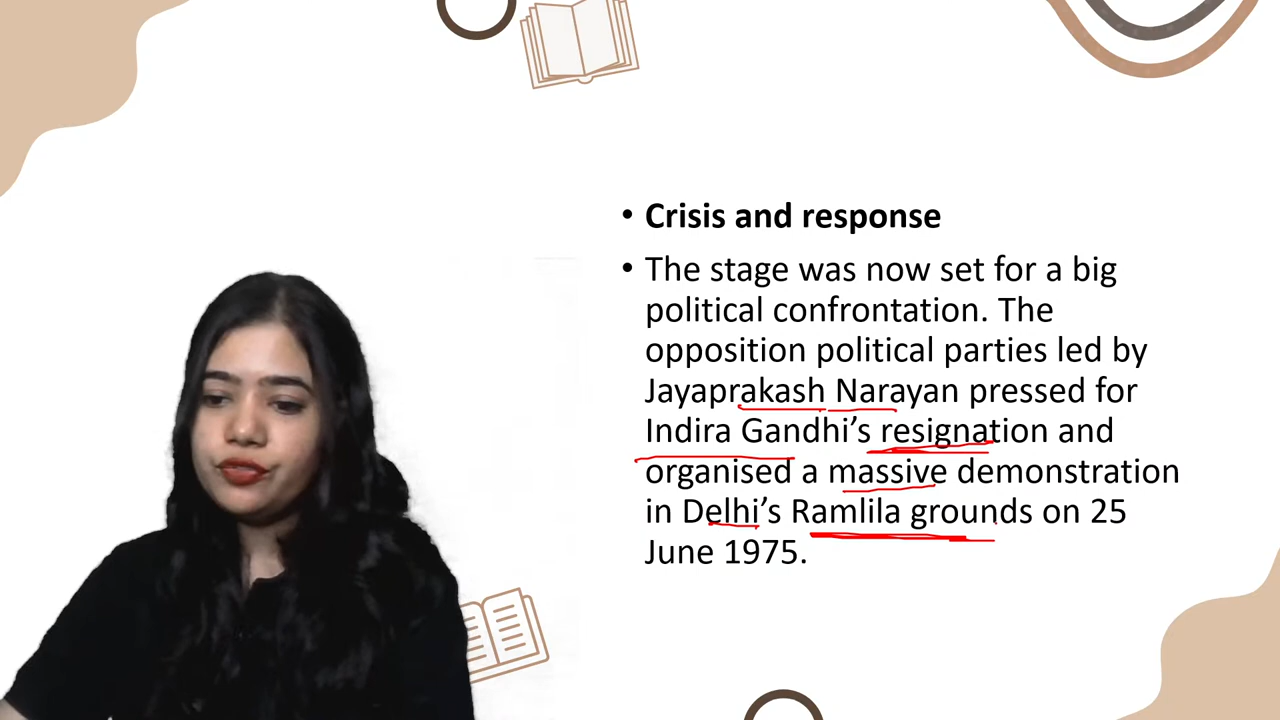 • Crisis and response
• The stage was now set for a big
political confrontation. The
opposition political parties led by
Jayaprakash Narayan pressed for
Indira Gandhi’s resignation and
organised a massive demonstration
in Delhi’s Ramlila grounds on 25
June 1975.